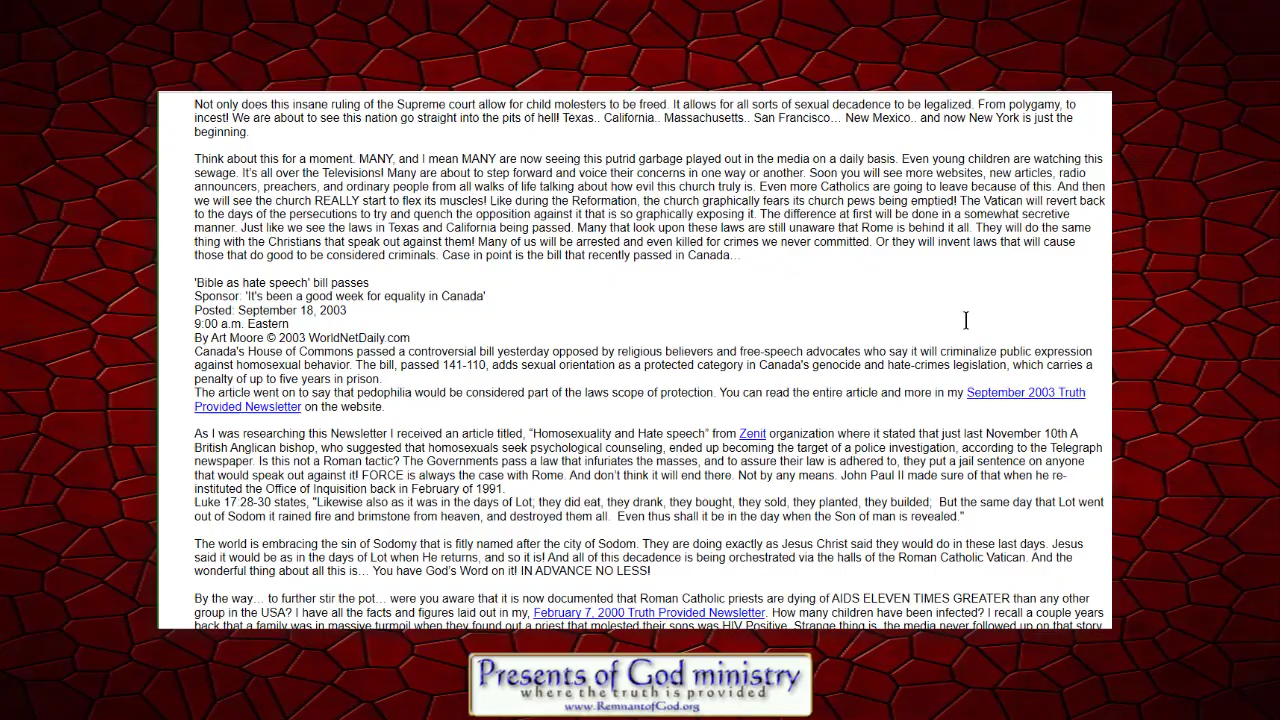 Not only does this insane ruling of the Supreme court allow for child molesters to be freed. It allows for all sorts of sexual decadence to be legalized. From polygamy, to
incest! We are about to see this nation go straight into the pits of hell! Texas.. California.. Massachusetts.. San Francisco… New Mexico.. and now New York is just the
beginning.
Think about this for a moment. MANY, and I mean MANY are now seeing this putrid garbage played out in the media on a daily basis. Even young children are watching this
sewage. It's all over the Televisions! Many are about to step forward and voice their concerns in one way or another. Soon you will see more websites, new articles, radio
announcers, preachers, and ordinary people from all walks of life talking about how evil this church truly is. Even more Catholics are going to leave because of this. And then
we will see the church REALLY start to flex its muscles! Like during the Reformation, the church graphically fears its church pews being emptied! The Vatican will revert back
to the days of the persecutions to try and quench the opposition against it that is so graphically exposing it. The difference at first will be done in a somewhat secretive
manner. Just like we see the laws in Texas and California being passed. Many that look upon these laws are still unaware that Rome is behind it all. They will do the same
thing with the Christians that speak out against them! Many of us will be arrested and even killed for crimes we never committed. Or they will invent laws that will cause
those that do good to be considered criminals. Case in point is the bill that recently passed in Canada…
'Bible as hate speech' bill passes
Sponsor: 'It's been a good week for equality in Canada'
Posted: September 18, 2003
9:00 a.m. Eastern
By Art Moore © 2003 WorldNetDaily.com
Canada's House of Commons passed a controversial bill yesterday opposed by religious believers and free-speech advocates who say it will criminalize public expression
against homosexual behavior. The bill, passed 141-110, adds sexual orientation as a protected category in Canada's genocide and hate-crimes legislation, which carries a
penalty of up to five years in prison.
The article went on to say that pedophilia would be considered part of the laws scope of protection. You can read the entire article and more in my September 2003 Truth
Provided Newsletter on the website.
As I was researching this Newsletter I received an article titled, “Homosexuality and Hate speech” from Zenit organization where it stated that just last November 10th A
British Anglican bishop, who suggested that homosexuals seek psychological counseling, ended up becoming the target of a police investigation, according to the Telegraph
newspaper. Is this not a Roman tactic? The Governments pass a law that infuriates the masses, and to assure their law is adhered to, they put a jail sentence on anyone
that would speak out against it! FORCE is always the case with Rome. And don't think it will end there. Not by any means. John Paul II made sure of that when he re-
instituted the Office of Inquisition back in February of 1991.
Luke 17:28-30 states, "Likewise also as it was in the days of Lot; they did eat, they drank, they bought, they sold, they planted, they builded; But the same day that Lot went
out of Sodom it rained fire and brimstone from heaven, and destroyed them all. Even thus shall it be in the day when the Son of man is revealed."
The world is embracing the sin of Sodomy that is fitly named after the city of Sodom. They are doing exactly as Jesus Christ said they would do in these last days. Jesus
said it would be as in the days of Lot when He returns, and so it is! And all of this decadence is being orchestrated via the halls of the Roman Catholic Vatican. And the
wonderful thing about all this is… You have God's Word on it! IN ADVANCE NO LESS!
By the way… to further stir the pot… were you aware that it is now documented that Roman Catholic priests are dying of AIDS ELEVEN TIMES GREATER than any other
group in the USA? I have all the facts and figures laid out in my, February 7, 2000 Truth Provided Newsletter. How many children have been infected? I recall a couple years
back that a family was in massive turmoil when they found out a priest that molested their sons was HIV Positive. Strange thing is, the media never followed up on that story.
Presents of God ministry
where the truth is provided
www.RemnantofGod.org